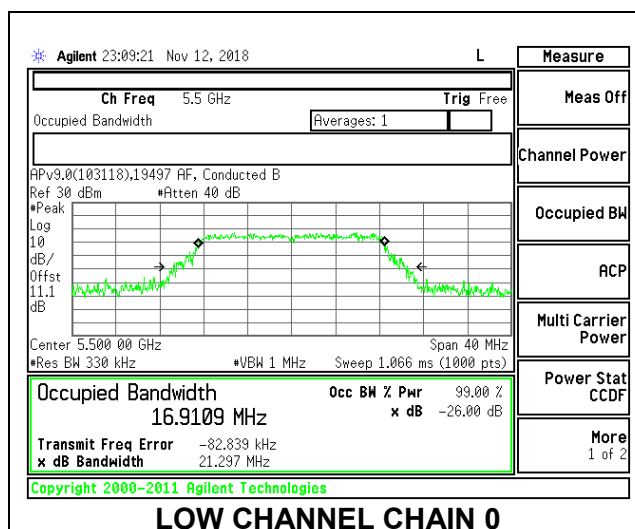 Agilent 23:09:21 Nov 12, 2018 L
Measure
Ch Freq 5.5 GHz Trig Free
Occupied Bandwidth Averages: 1
Meas Off
Channel Power
APv9.0(103118),19497 AF, Conducted B
Ref 30 dBm #Atten 40 dB
#Peak
Log
10
dB/
Offst
11.1
dB
Occupied BW
ACP
Center 5.500 00 GHz Span 40 MHz
#Res BW 330 kHz #VBW 1 MHz Sweep 1.066 ms (1000 pts)
Multi Carrier
Power
Occupied Bandwidth Occ BW % Pwr 99.00 %
16.9109 MHz x dB -26.00 dB
Transmit Freq Error -82.839 kHz
x dB Bandwidth 21.297 MHz
Power Stat
CCDF
More
1 of 2
Copyright 2000-2011 Agilent Technologies
LOW CHANNEL CHAIN 0